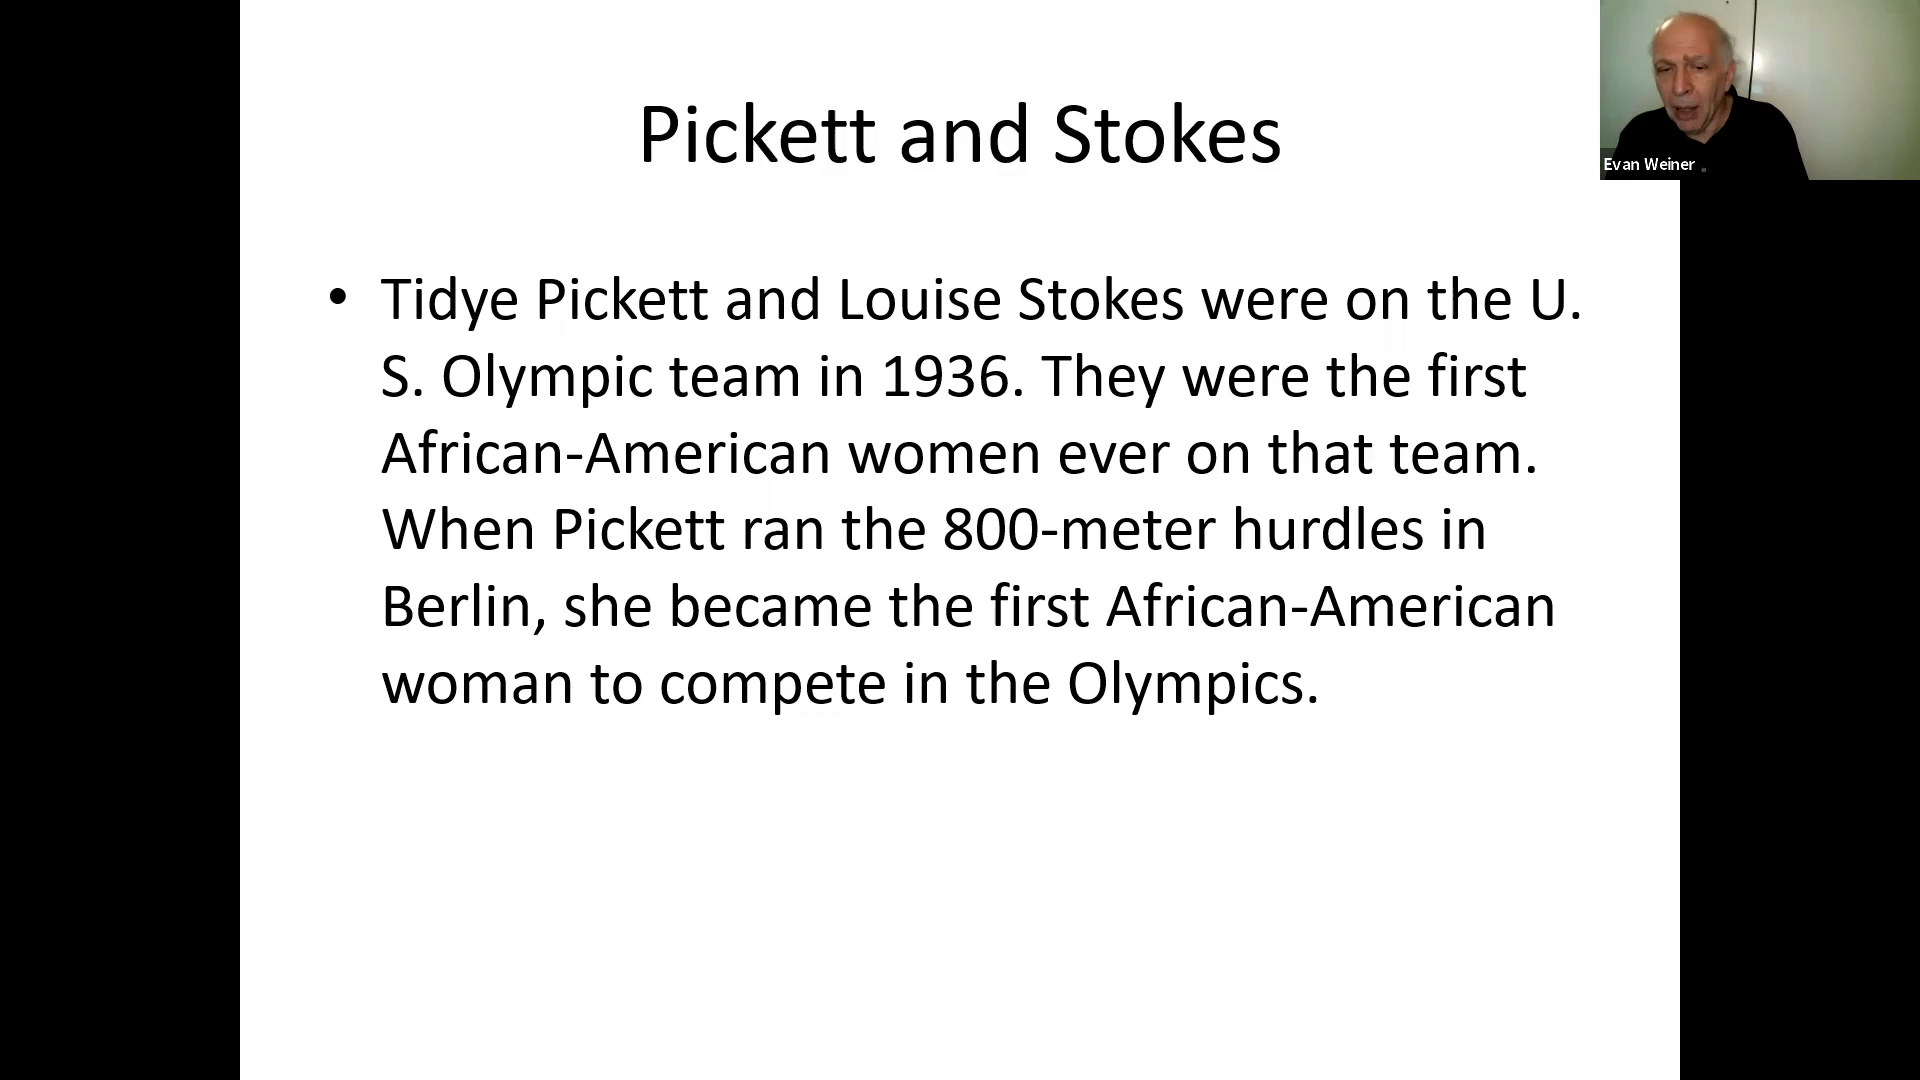 Pickett and Stokes
• Tidye Pickett and Louise Stokes were on the U.
S. Olympic team in 1936. They were the first
African-American women ever on that team.
When Pickett ran the 800-meter hurdles in
Berlin, she became the first African-American
woman to compete in the Olympics.
Evan Weiner